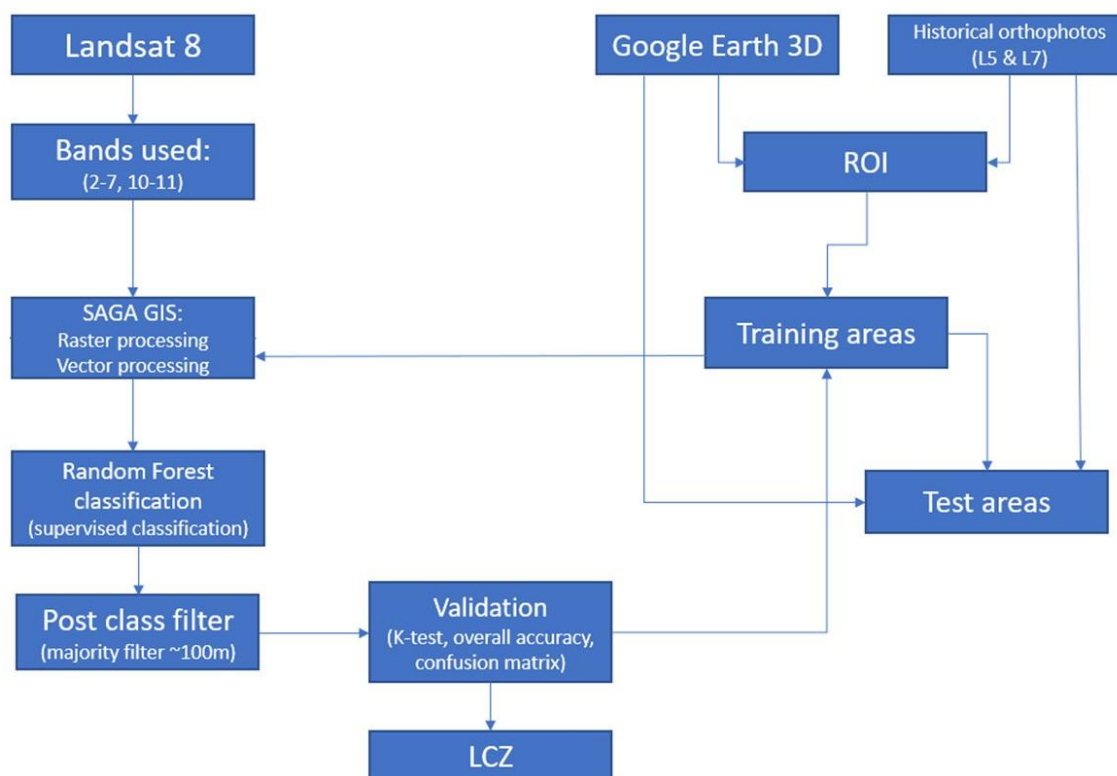 Landsat 8
Google Earth 3D
Historical orthophotos
(L5 & L7)
Bands used:
(2-7, 10-11)
ROI
SAGA GIS:
Raster processing
Vector processing
Training areas
Random Forest
classification
(supervised classification)
Test areas
Post class filter
(majority filter ~100m)
Validation
(K-test, overall accuracy,
confusion matrix)
LCZ